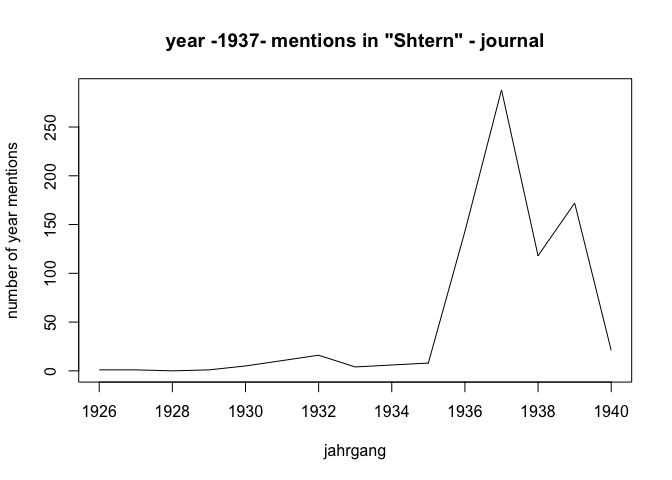 year -1937- mentions in "Shtern" - journal
number of year mentions
250
200
150
100
50
0
1926 1928 1930 1932 1934 1936 1938 1940
jahrgang